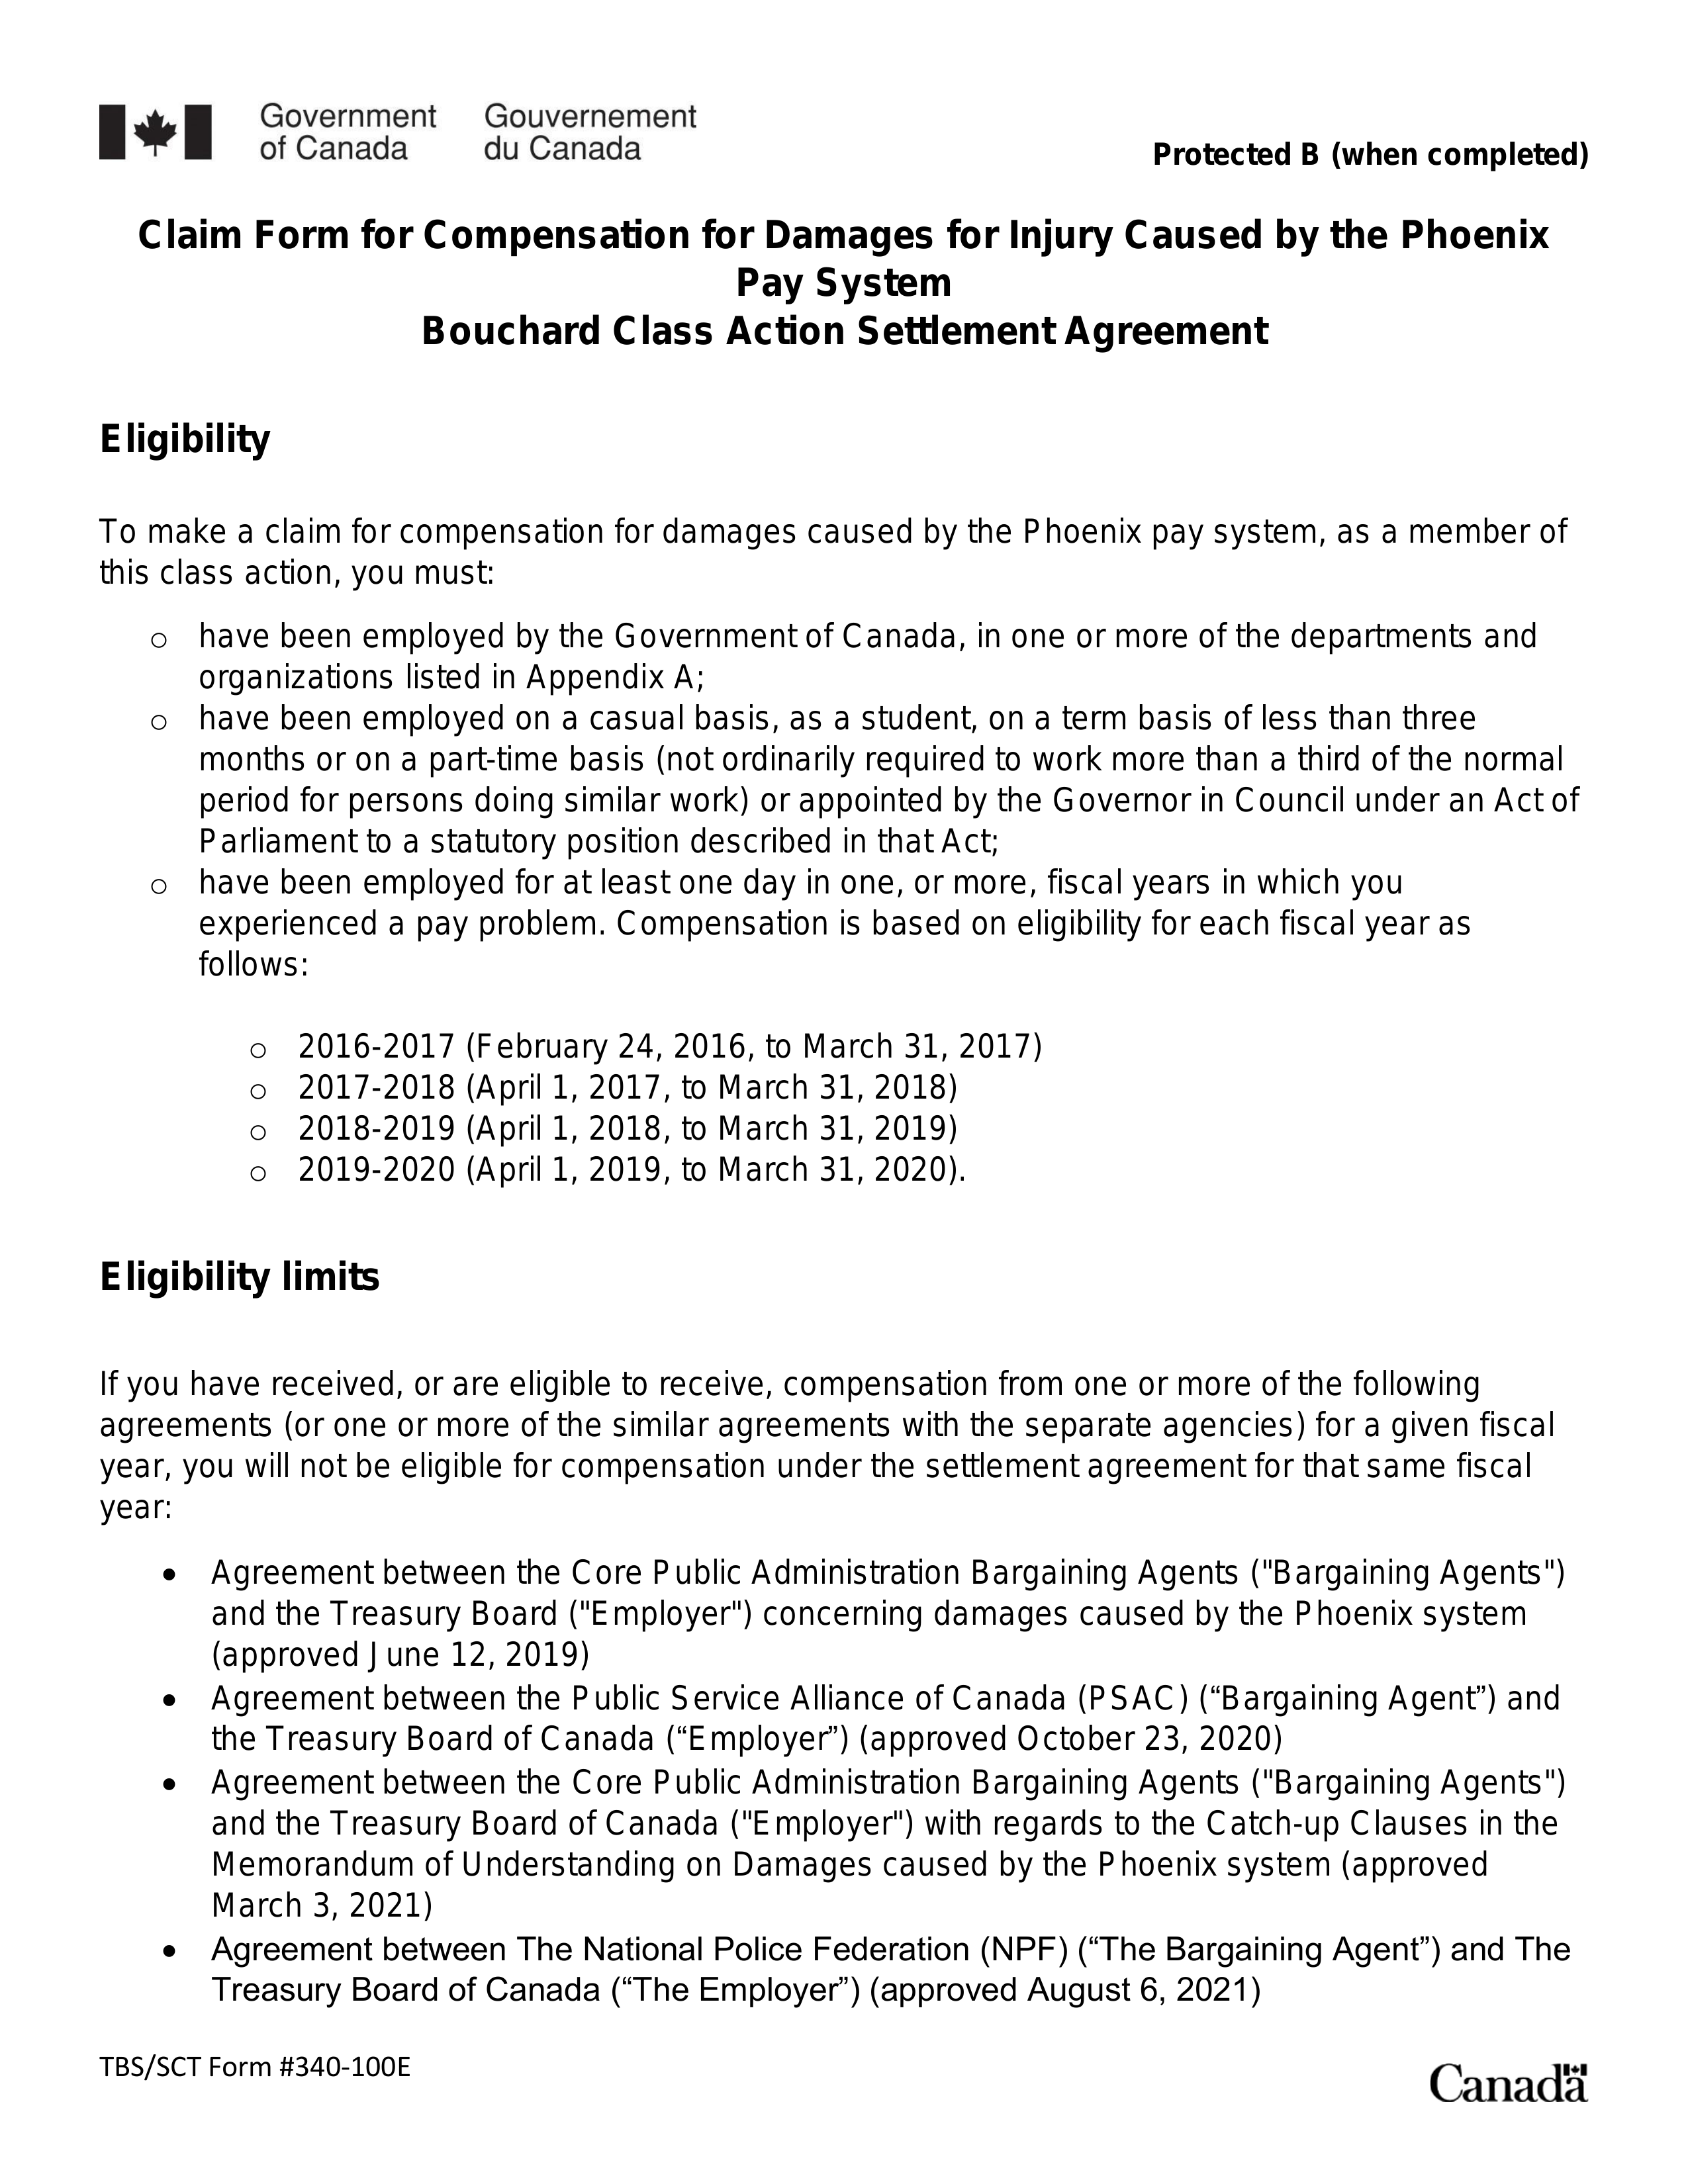 Government
of Canada
Gouvernement
du Canada
Protected B (when completed)
Claim Form for Compensation for Damages for Injury Caused by the Phoenix
Pay System
Bouchard Class Action Settlement Agreement
Eligibility
To make a claim for compensation for damages caused by the Phoenix pay system, as a member of
this class action, you must:
o have been employed by the Government of Canada, in one or more of the departments and
organizations listed in Appendix A;
o have been employed on a casual basis, as a student, on a term basis of less than three
months or on a part-time basis (not ordinarily required to work more than a third of the normal
period for persons doing similar work) or appointed by the Governor in Council under an Act of
Parliament to a statutory position described in that Act;
o have been employed for at least one day in one, or more, fiscal years in which you
experienced a pay problem. Compensation is based on eligibility for each fiscal year as
follows:
o 2016-2017 (February 24, 2016, to March 31, 2017)
o 2017-2018 (April 1, 2017, to March 31, 2018)
o 2018-2019 (April 1, 2018, to March 31, 2019)
o 2019-2020 (April 1, 2019, to March 31, 2020).
Eligibility limits
If you have received, or are eligible to receive, compensation from one or more of the following
agreements (or one or more of the similar agreements with the separate agencies) for a given fiscal
year, you will not be eligible for compensation under the settlement agreement for that same fiscal
year:
• Agreement between the Core Public Administration Bargaining Agents ("Bargaining Agents")
and the Treasury Board ("Employer") concerning damages caused by the Phoenix system
(approved June 12, 2019)
• Agreement between the Public Service Alliance of Canada (PSAC) (“Bargaining Agent”) and
the Treasury Board of Canada (“Employer”) (approved October 23, 2020)
• Agreement between the Core Public Administration Bargaining Agents ("Bargaining Agents")
and the Treasury Board of Canada ("Employer") with regards to the Catch-up Clauses in the
Memorandum of Understanding on Damages caused by the Phoenix system (approved
March 3, 2021)
• Agreement between The National Police Federation (NPF) (“The Bargaining Agent”) and The
Treasury Board of Canada (“The Employer”) (approved August 6, 2021)
TBS/SCT Form #340-100E
Canada